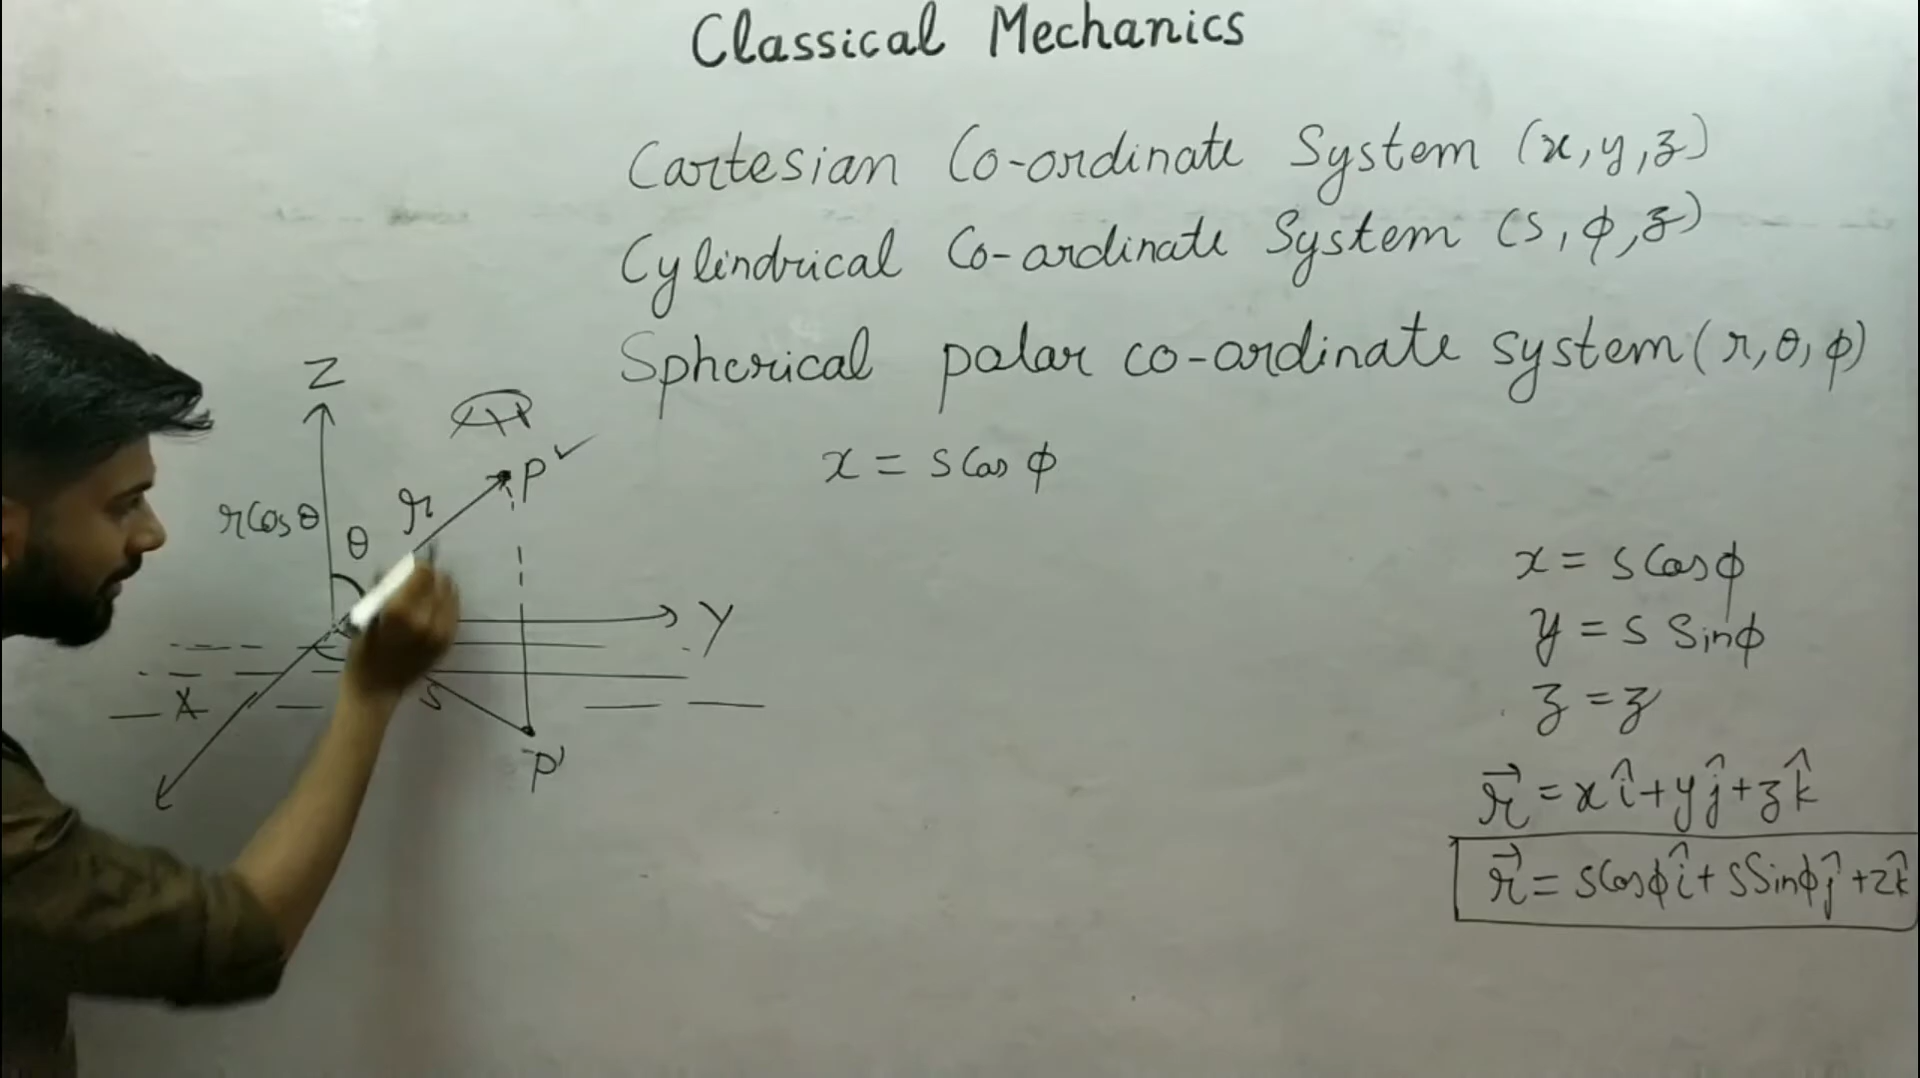 Classical Mechanics
Cartesian Co-ordinate System (x, y, z)
Cylindrical Co-ardinate System (s, ϕ, z)
Spherical polar co-ordinate system (r, θ, ϕ)
Z
P ✓
x = s Cos ϕ
r
r Cos θ
θ
x = s Cos ϕ
Y
y = s Sin ϕ
X
s
z = z
P'
r⃗ = x î + y ĵ + z k̂
r⃗ = s Cos ϕ î + s Sin ϕ ĵ + z k̂